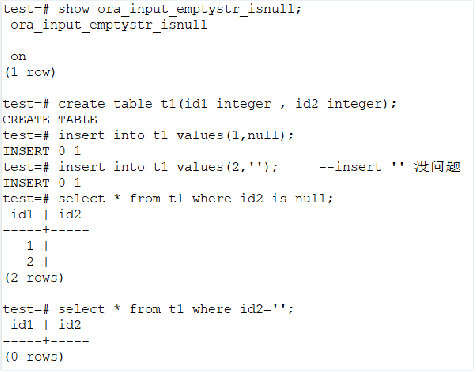 test=# show ora_input_emptystr_isnull;
 ora_input_emptystr_isnull

 on
(1 row)

test=# create table t1(id1 integer , id2 integer);
CREATE TABLE
test=# insert into t1 values(1,null);
INSERT 0 1
test=# insert into t1 values(2,'');     --insert '' 没问题
INSERT 0 1
test=# select * from t1 where id2 is null;
 id1 | id2
-----+-----
   1 |
   2 |
(2 rows)

test=# select * from t1 where id2='';
 id1 | id2
-----+-----
(0 rows)